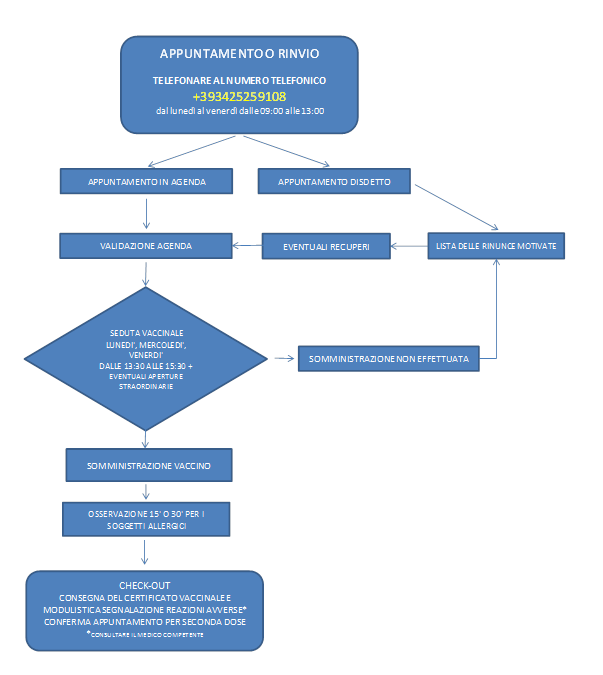 APPUNTAMENTO O RINVIO
TELEFONARE AL NUMERO TELEFONICO
+393425259108
dal lunedì al venerdì dalle 09:00 alle 13:00
APPUNTAMENTO IN AGENDA
APPUNTAMENTO DISDETTO
VALIDAZIONE AGENDA
EVENTUALI RECUPERI
LISTA DELLE RINUNCE MOTIVATE
SEDUTA VACCINALE
LUNEDI', MERCOLEDI',
VENERDI'
DALLE 13:30 ALLE 15:30 +
EVENTUALI APERTURE
STRAORDINARIE
SOMMINISTRAZIONE NON EFFETTUATA
SOMMINISTRAZIONE VACCINO
OSSERVAZIONE 15' O 30' PER I
SOGGETTI ALLERGICI
CHECK-OUT
CONSEGNA DEL CERTIFICATO VACCINALE E
MODULISTICA SEGNALAZIONE REAZIONI AVVERSE*
CONFERMA APPUNTAMENTO PER SECONDA DOSE
*CONSULTARE IL MEDICO COMPETENTE